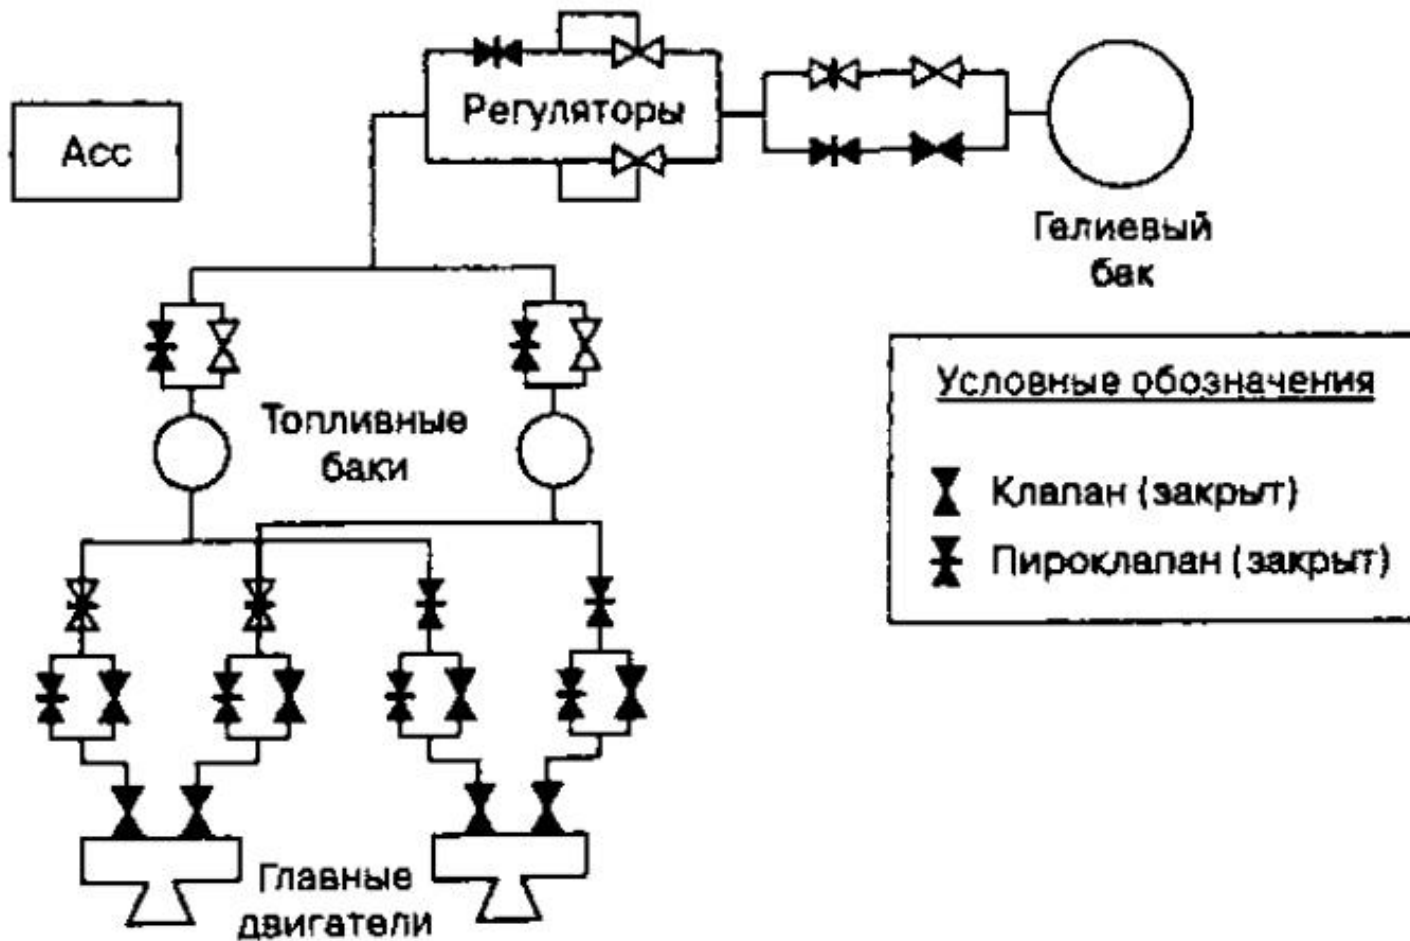 Регуляторы
Acc
Гелиевый
бак
Условные обозначения
Топливные
баки
Клапан (закрыт)
Пироклапан (закрыт)
Главные
двигатели